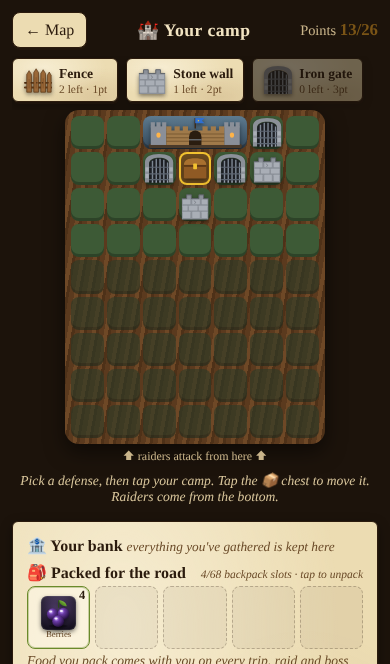 ← Map
Your camp
Points 13/26
Fence
2 left · 1pt
Stone wall
1 left · 2pt
Iron gate
0 left · 3pt
raiders attack from here
Pick a defense, then tap your camp. Tap the chest to move it.
Raiders come from the bottom.
Your bank everything you've gathered is kept here
Packed for the road 4/68 backpack slots · tap to unpack
4
Berries
Food you pack comes with you on every trip, raid and boss